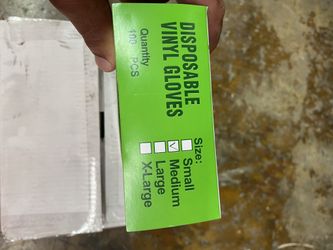 DISPOSABLE
VINYL GLOVES
Quantity
100 PCS
Size:
Small
Medium
Large
X-Large